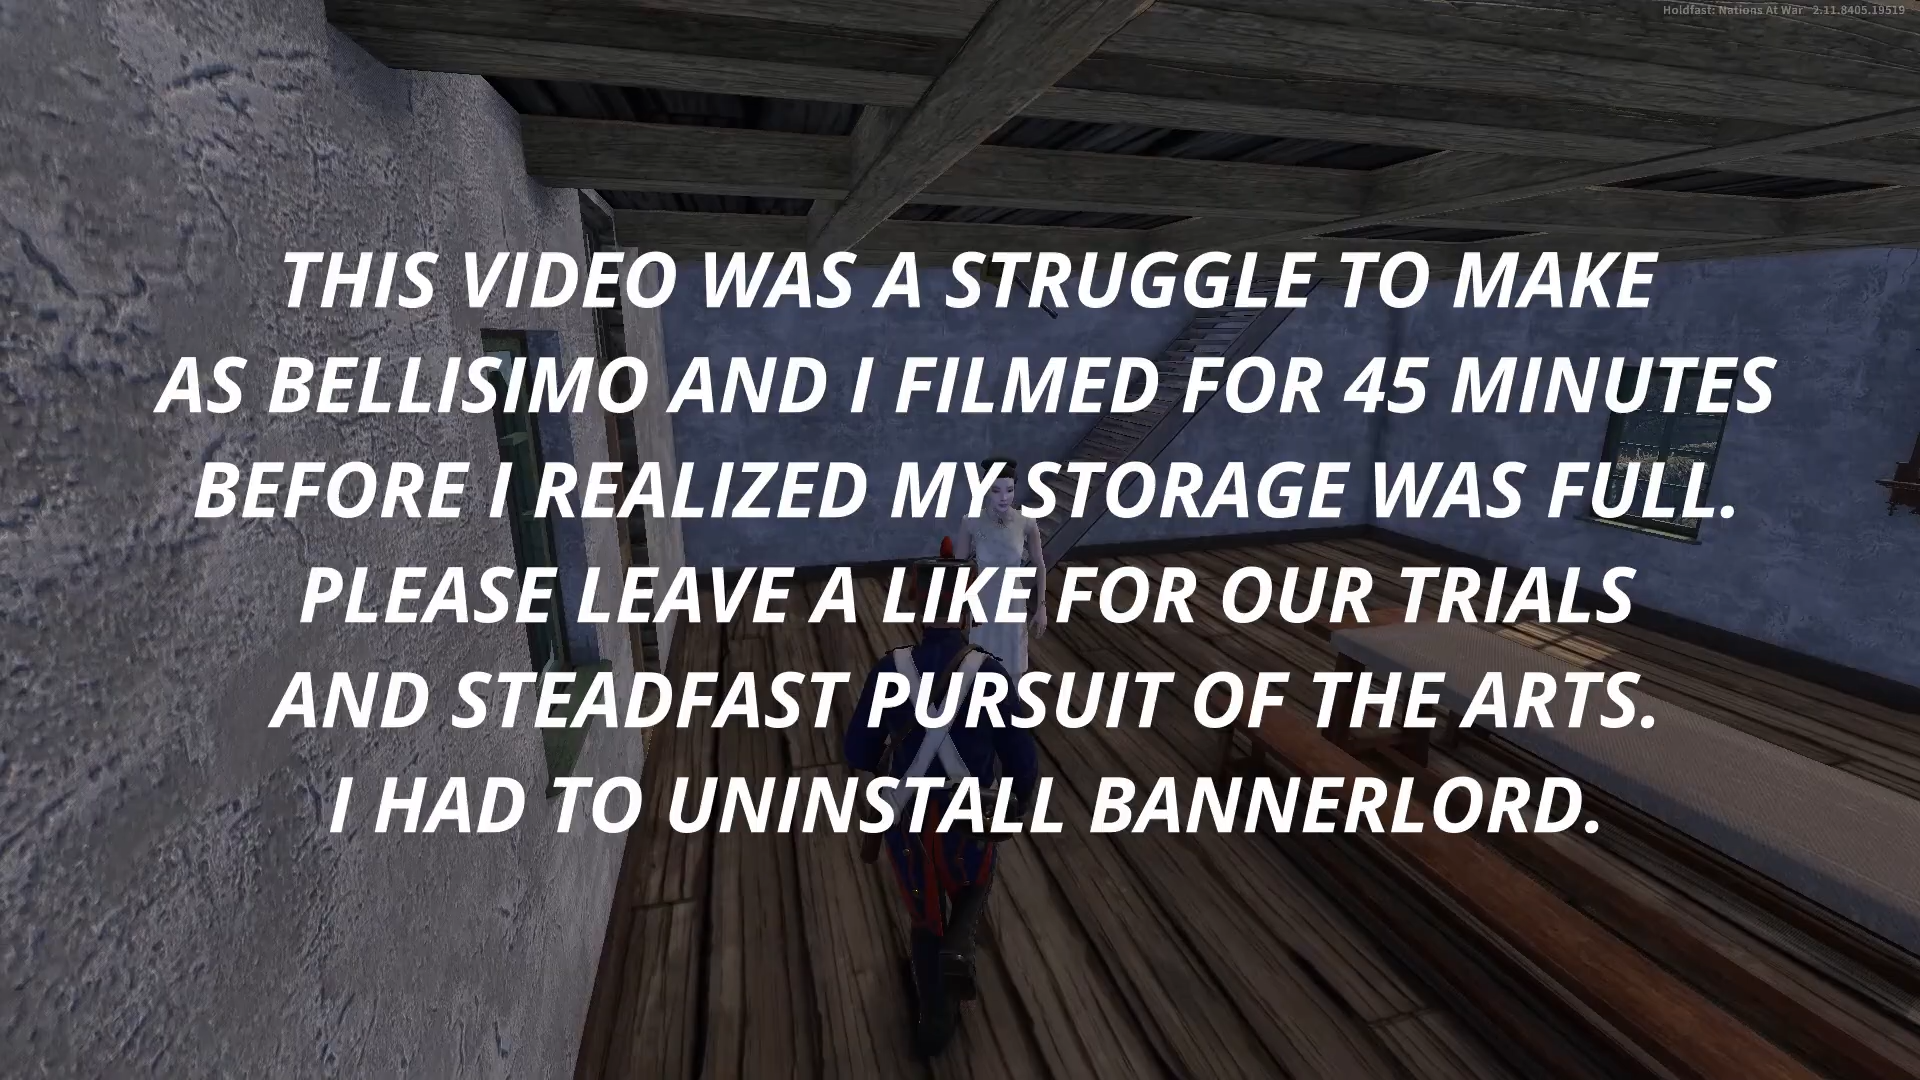 Holdfast: Nations At War 2.11.8405.19519
THIS VIDEO WAS A STRUGGLE TO MAKE
AS BELLISIMO AND I FILMED FOR 45 MINUTES
BEFORE I REALIZED MY STORAGE WAS FULL.
PLEASE LEAVE A LIKE FOR OUR TRIALS
AND STEADFAST PURSUIT OF THE ARTS.
I HAD TO UNINSTALL BANNERLORD.